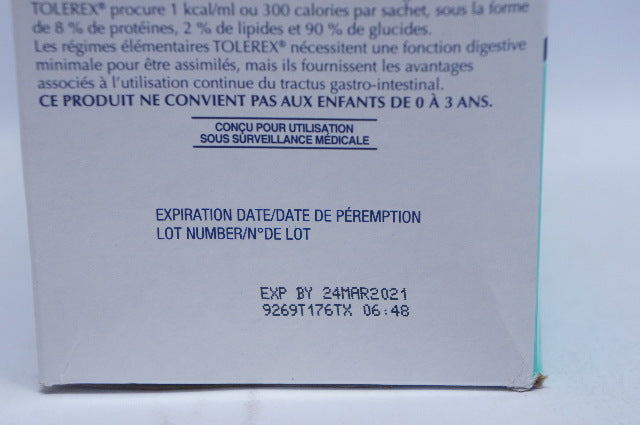 TOLEREX® procure 1 kcal/ml ou 300 calories par sachet, sous la forme
de 8 % de protéines, 2 % de lipides et 90 % de glucides.
Les régimes élémentaires TOLEREX® nécessitent une fonction digestive
minimale pour être assimilés, mais ils fournissent les avantages
associés à l'utilisation continue du tractus gastro-intestinal.
CE PRODUIT NE CONVIENT PAS AUX ENFANTS DE 0 À 3 ANS.
CONÇU POUR UTILISATION
SOUS SURVEILLANCE MÉDICALE
EXPIRATION DATE/DATE DE PÉREMPTION
LOT NUMBER/N°DE LOT
EXP BY 24MAR2021
9269T176TX 06:48